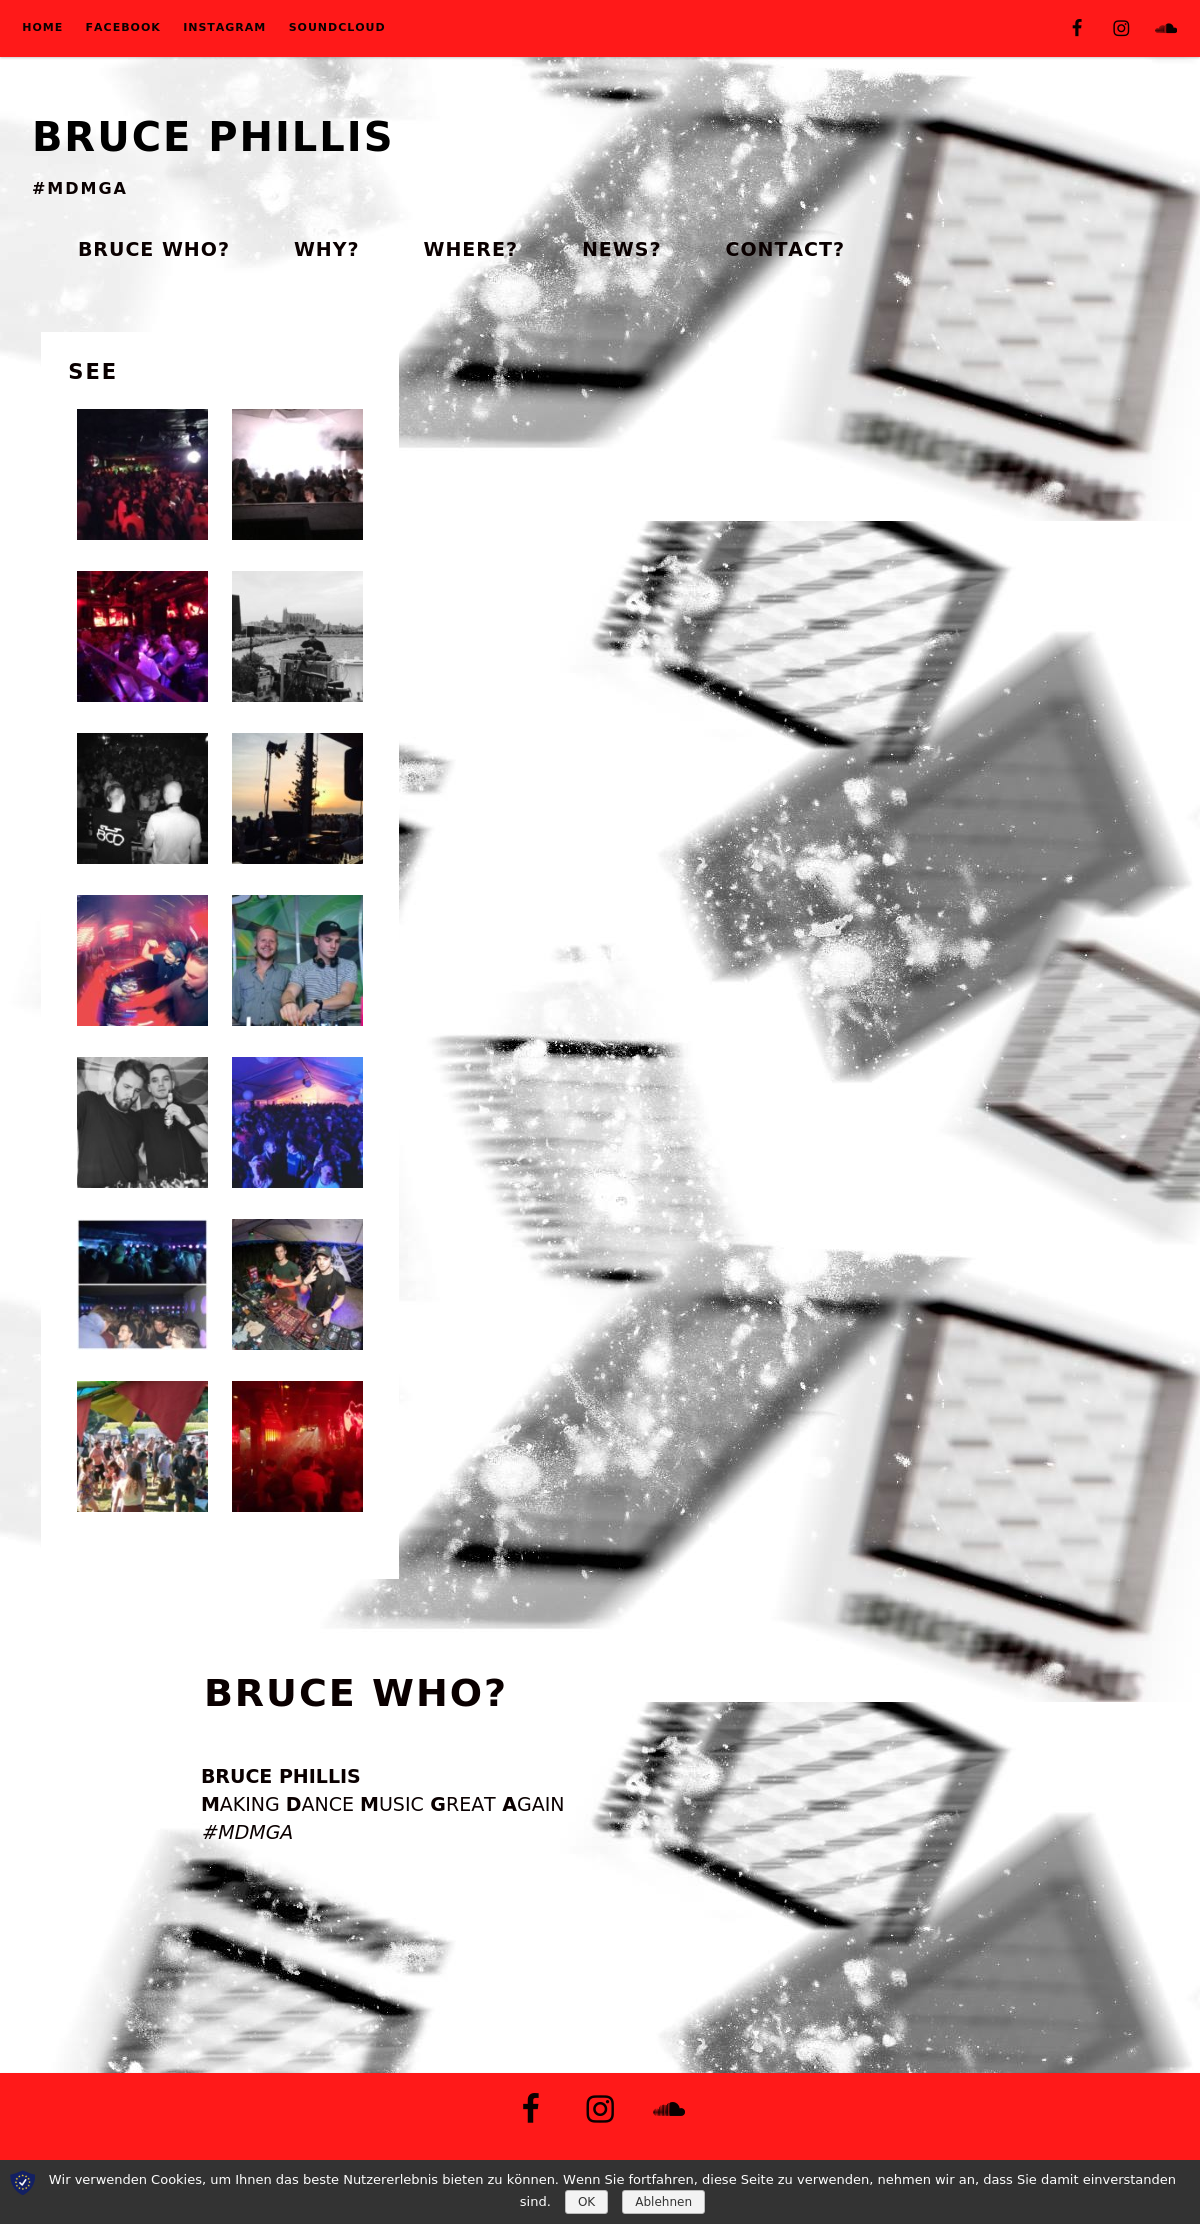 HOME FACEBOOK INSTAGRAM SOUNDCLOUD
BRUCE PHILLIS
#MDMGA
BRUCE WHO? WHY? WHERE? NEWS? CONTACT?
SEE
BRUCE WHO?
BRUCE PHILLIS
MAKING DANCE MUSIC GREAT AGAIN
#MDMGA
Wir verwenden Cookies, um Ihnen das beste Nutzererlebnis bieten zu können. Wenn Sie fortfahren, diese Seite zu verwenden, nehmen wir an, dass Sie damit einverstanden
sind. OK Ablehnen